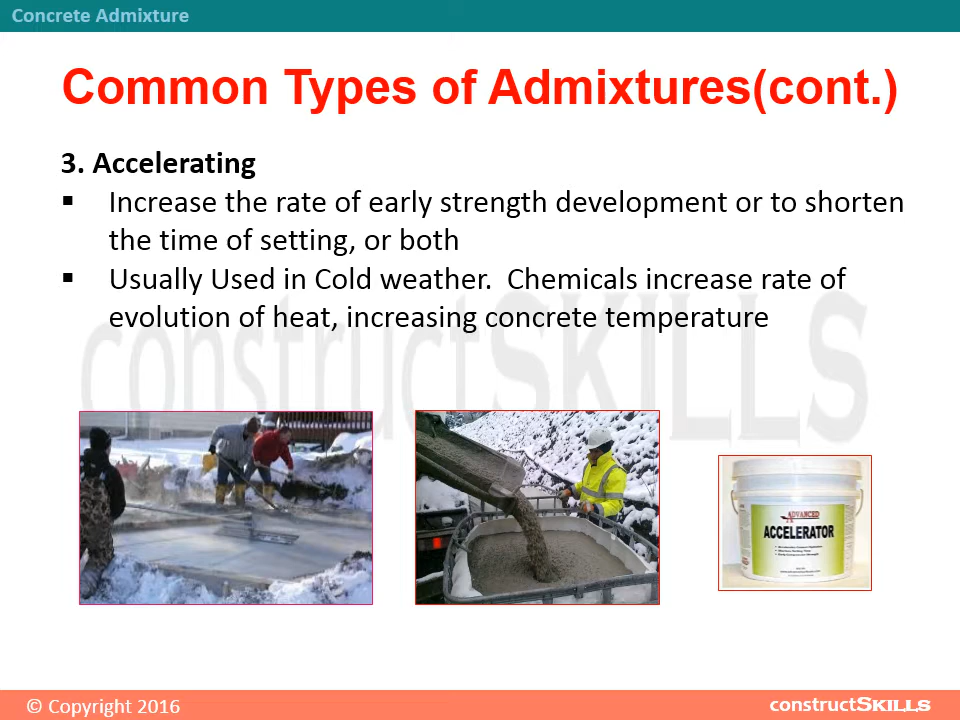 Concrete Admixture
Common Types of Admixtures(cont.)
3. Accelerating
▪ Increase the rate of early strength development or to shorten
the time of setting, or both
▪ Usually Used in Cold weather.  Chemicals increase rate of
evolution of heat, increasing concrete temperature
constructSKILLS
ADVANCED
ACCELERATOR
© Copyright 2016
constructSKILLS